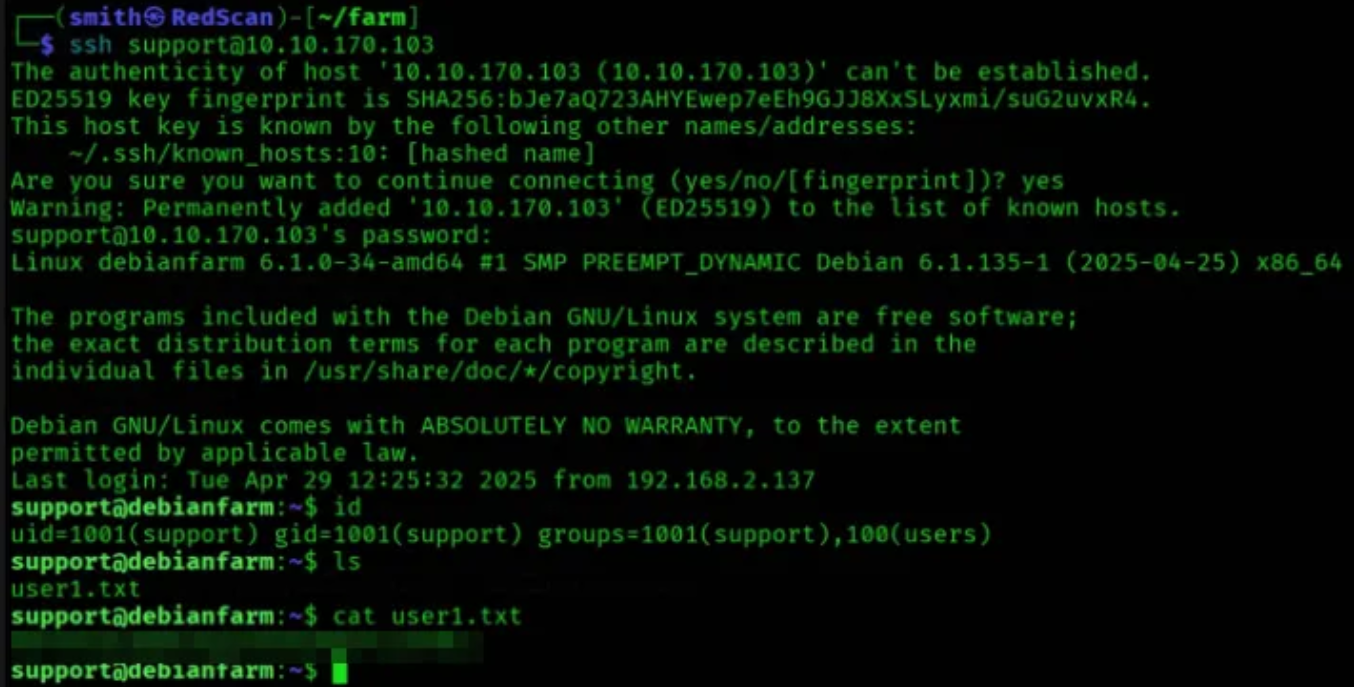 ┌──(smith㉿RedScan)-[~/farm]
└─$ ssh support@10.10.170.103
The authenticity of host '10.10.170.103 (10.10.170.103)' can't be established.
ED25519 key fingerprint is SHA256:bJe7aQ723AHYEwep7eEh9GJJ8XxSLyxmi/suG2uvxR4.
This host key is known by the following other names/addresses:
    ~/.ssh/known_hosts:10: [hashed name]
Are you sure you want to continue connecting (yes/no/[fingerprint])? yes
Warning: Permanently added '10.10.170.103' (ED25519) to the list of known hosts.
support@10.10.170.103's password:
Linux debianfarm 6.1.0-34-amd64 #1 SMP PREEMPT_DYNAMIC Debian 6.1.135-1 (2025-04-25) x86_64

The programs included with the Debian GNU/Linux system are free software;
the exact distribution terms for each program are described in the
individual files in /usr/share/doc/*/copyright.

Debian GNU/Linux comes with ABSOLUTELY NO WARRANTY, to the extent
permitted by applicable law.
Last login: Tue Apr 29 12:25:32 2025 from 192.168.2.137
support@debianfarm:~$ id
uid=1001(support) gid=1001(support) groups=1001(support),100(users)
support@debianfarm:~$ ls
user1.txt
support@debianfarm:~$ cat user1.txt
support@debianfarm:~$